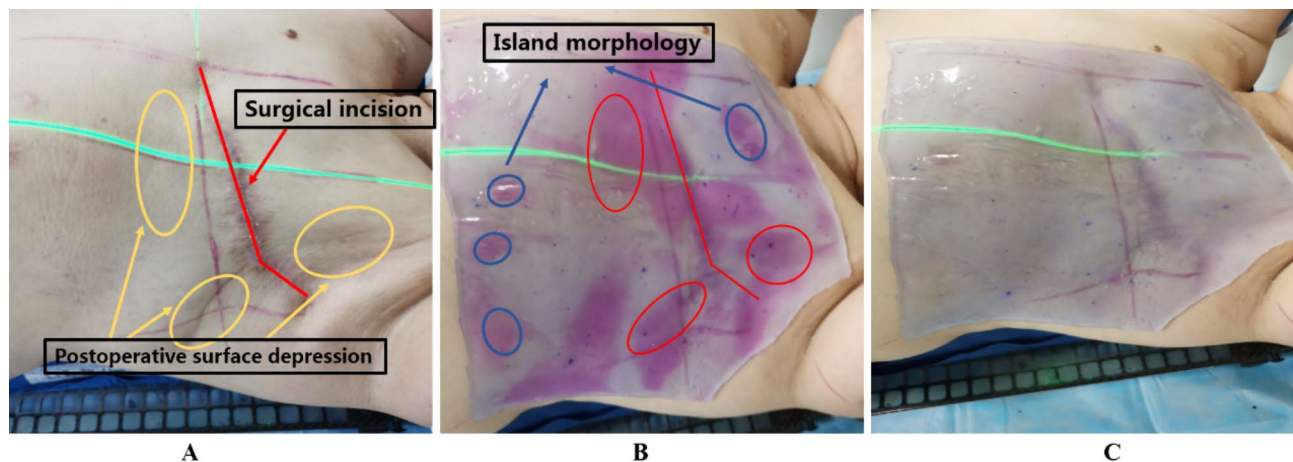 Island morphology
Surgical incision
Postoperative surface depression
A
B
C